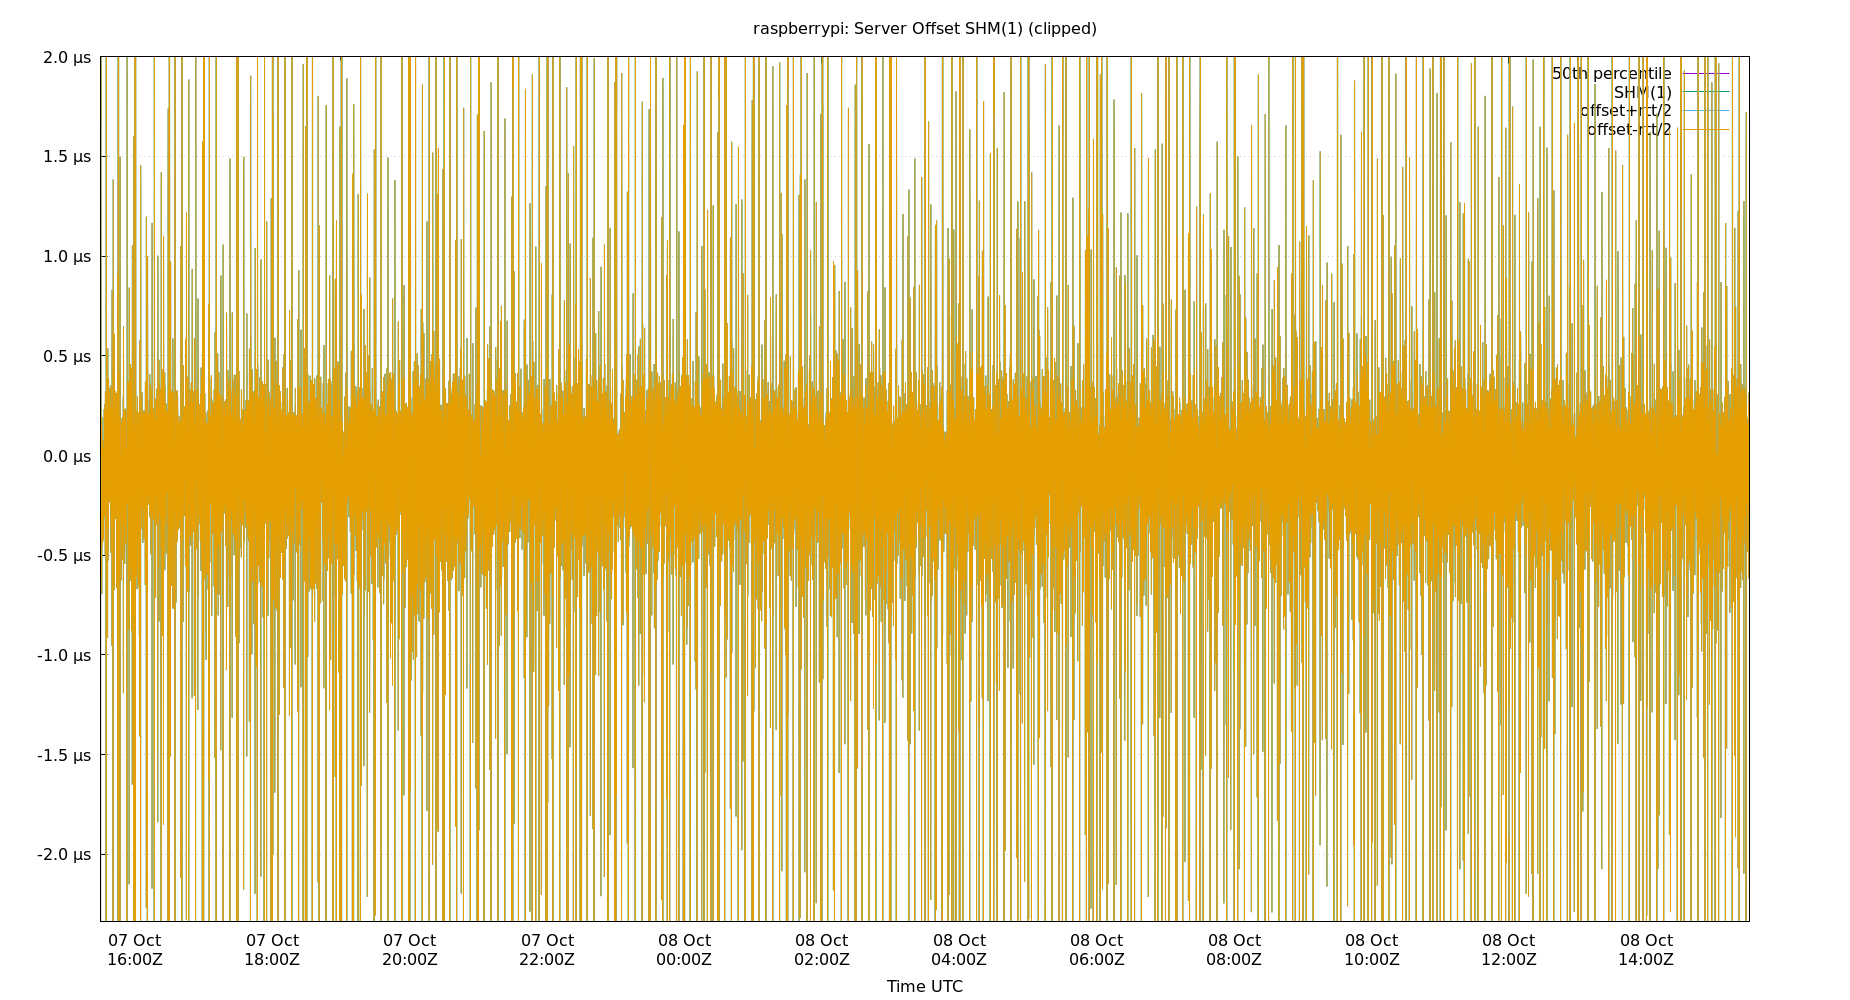 raspberrypi: Server Offset SHM(1) (clipped)
2.0 µs
1.5 µs
1.0 µs
0.5 µs
0.0 µs
-0.5 µs
-1.0 µs
-1.5 µs
-2.0 µs
50th percentile
SHM(1)
offset+rtt/2
offset-rtt/2
07 Oct 07 Oct 07 Oct 07 Oct 08 Oct 08 Oct 08 Oct 08 Oct 08 Oct 08 Oct 08 Oct 08 Oct
16:00Z 18:00Z 20:00Z 22:00Z 00:00Z 02:00Z 04:00Z 06:00Z 08:00Z 10:00Z 12:00Z 14:00Z
Time UTC